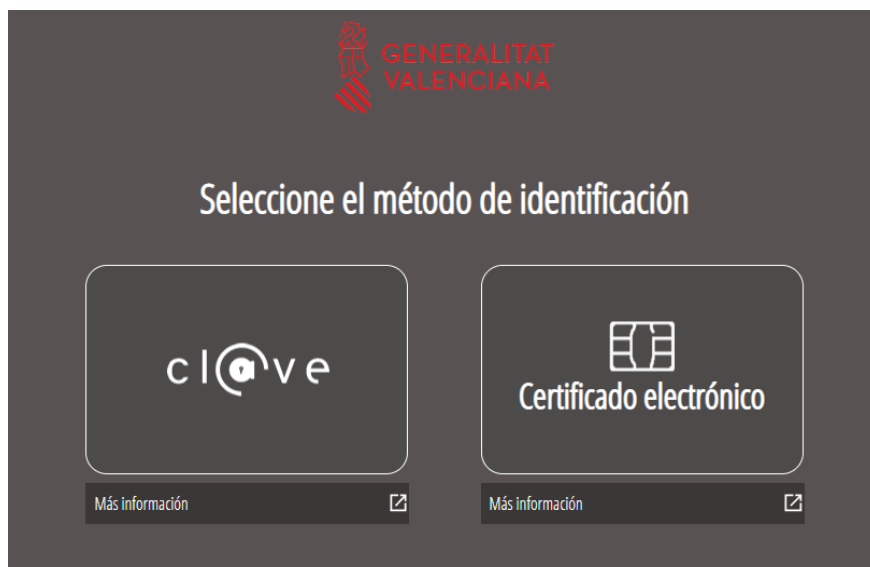 GENERALITAT
VALENCIANA
Seleccione el método de identificación
cl@ve
Certificado electrónico
Más información
Más información